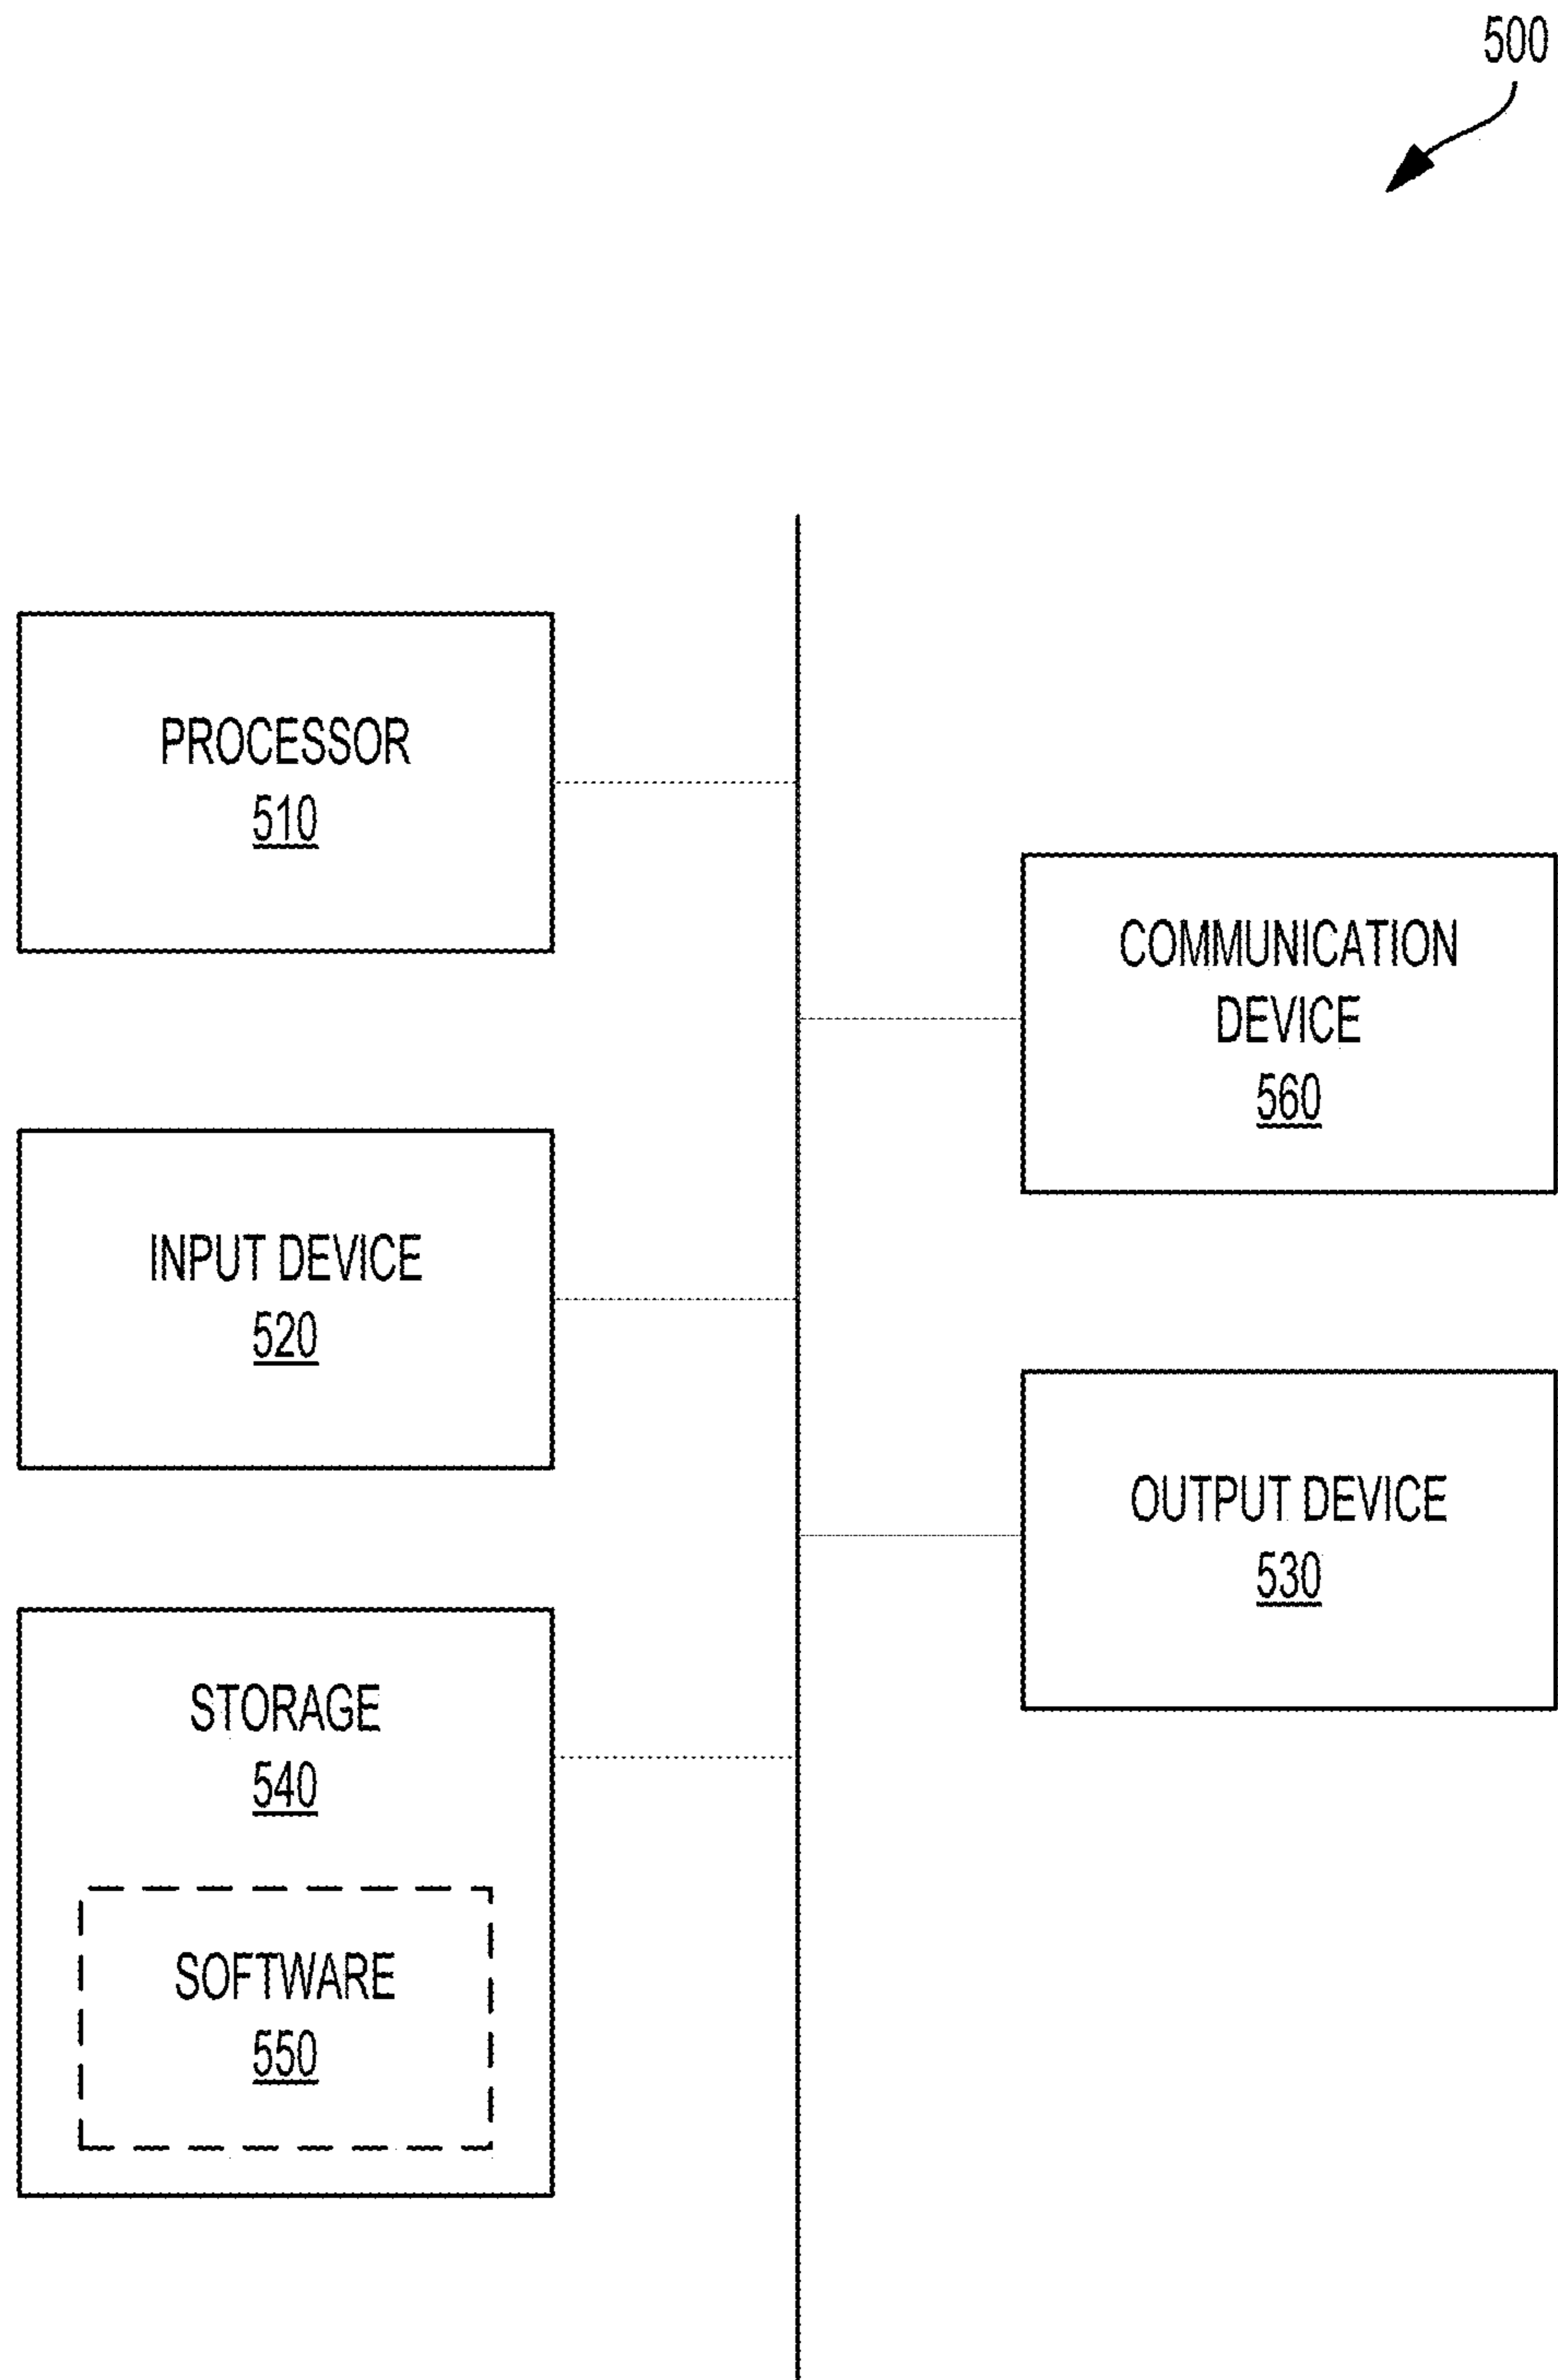 500
PROCESSOR
510
COMMUNICATION
DEVICE
560
INPUT DEVICE
520
OUTPUT DEVICE
530
STORAGE
540
SOFTWARE
550